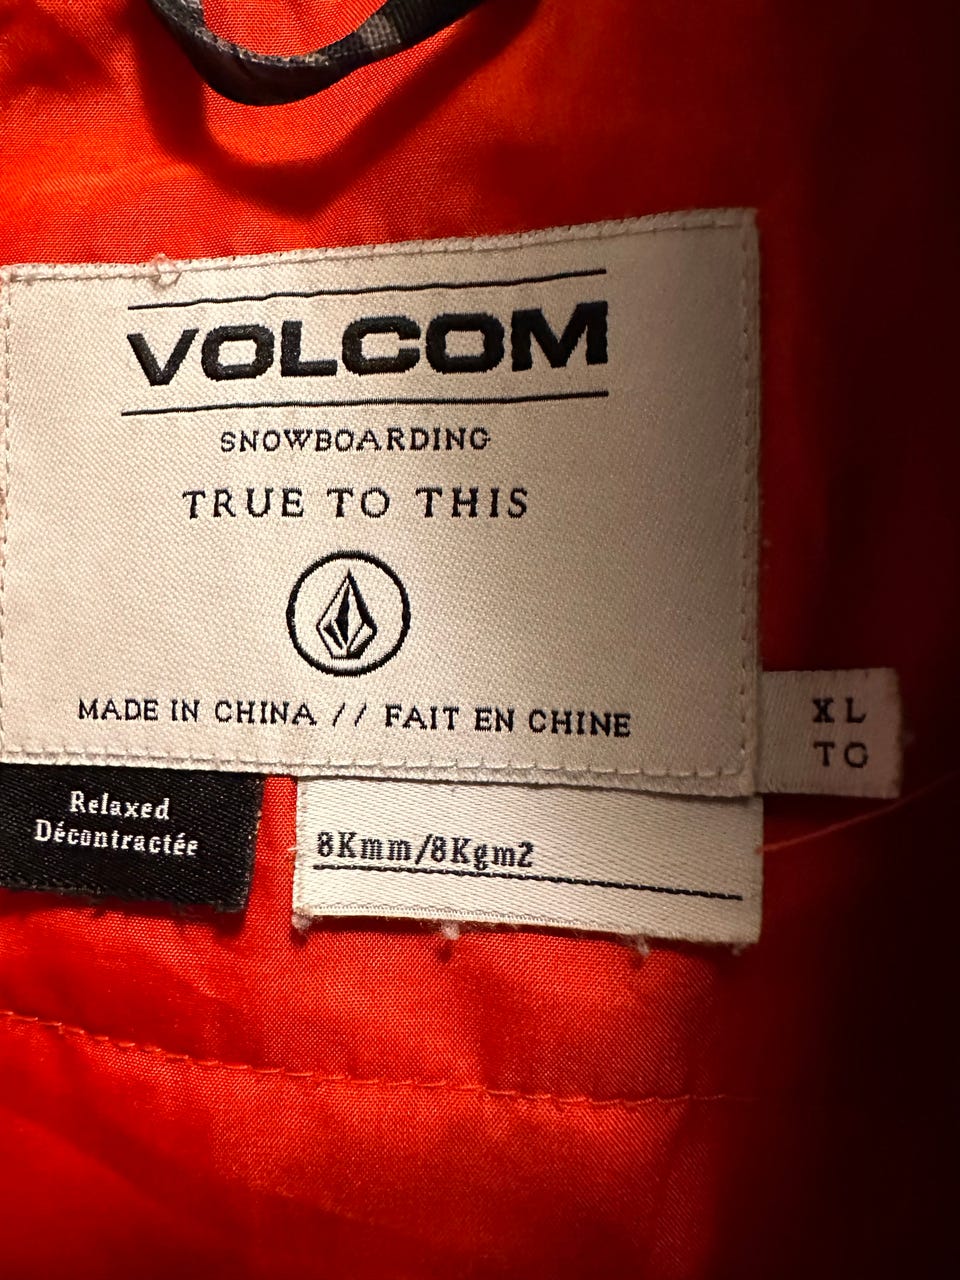 VOLCOM
SNOWBOARDING
TRUE TO THIS
MADE IN CHINA // FAIT EN CHINE
XL
TG
Relaxed
Décontractée
8Kmm/8Kgm2